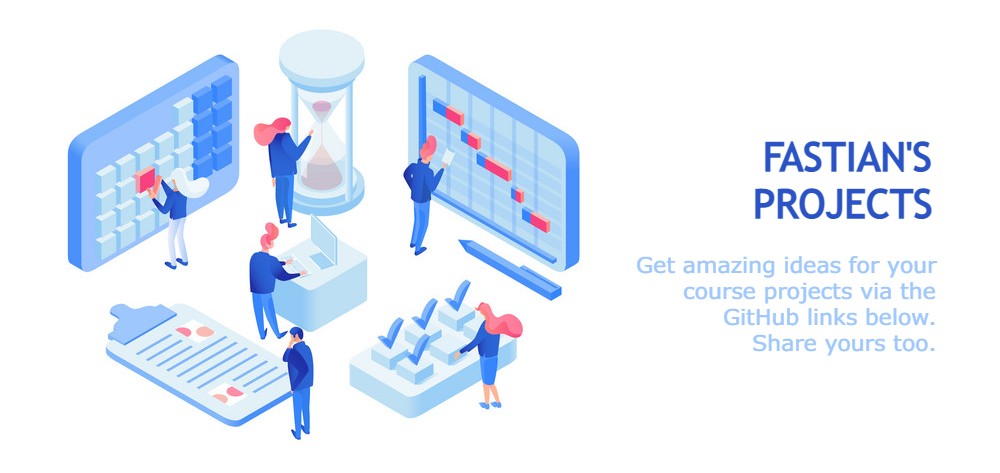 FASTIAN'S
PROJECTS
Get amazing ideas for your
course projects via the
GitHub links below.
Share yours too.